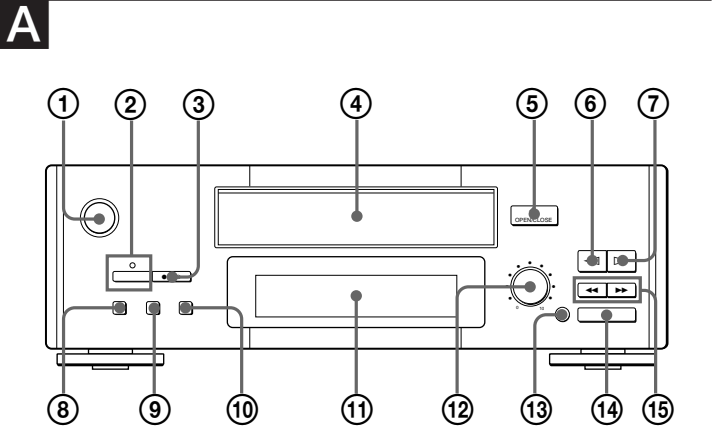 A
① ② ③ ④ ⑤ ⑥ ⑦
OPEN/CLOSE
◄◄ ►►
0 10
⑧ ⑨ ⑩ ⑪ ⑫ ⑬ ⑭ ⑮